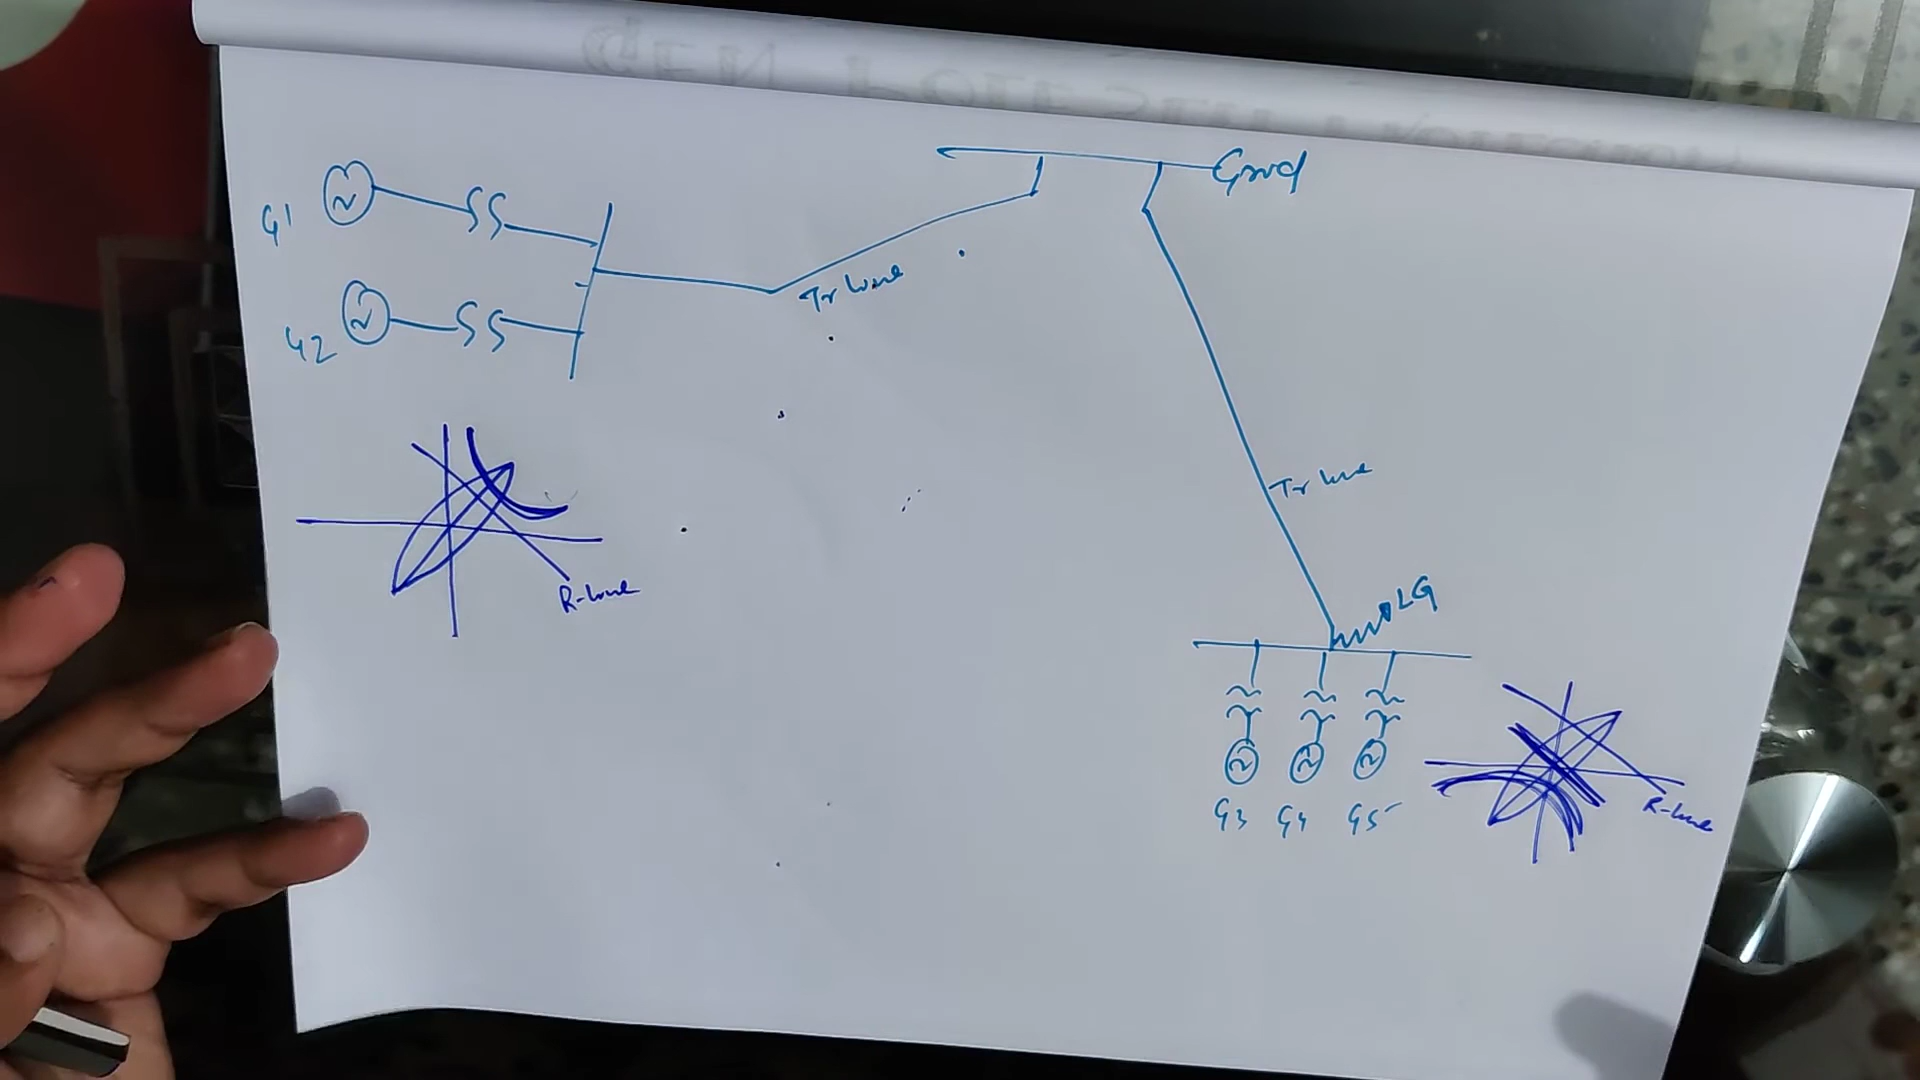 Grid
G1
Tr line
G2
Tr line
R-line
LG
G3 G4 G5
R-line